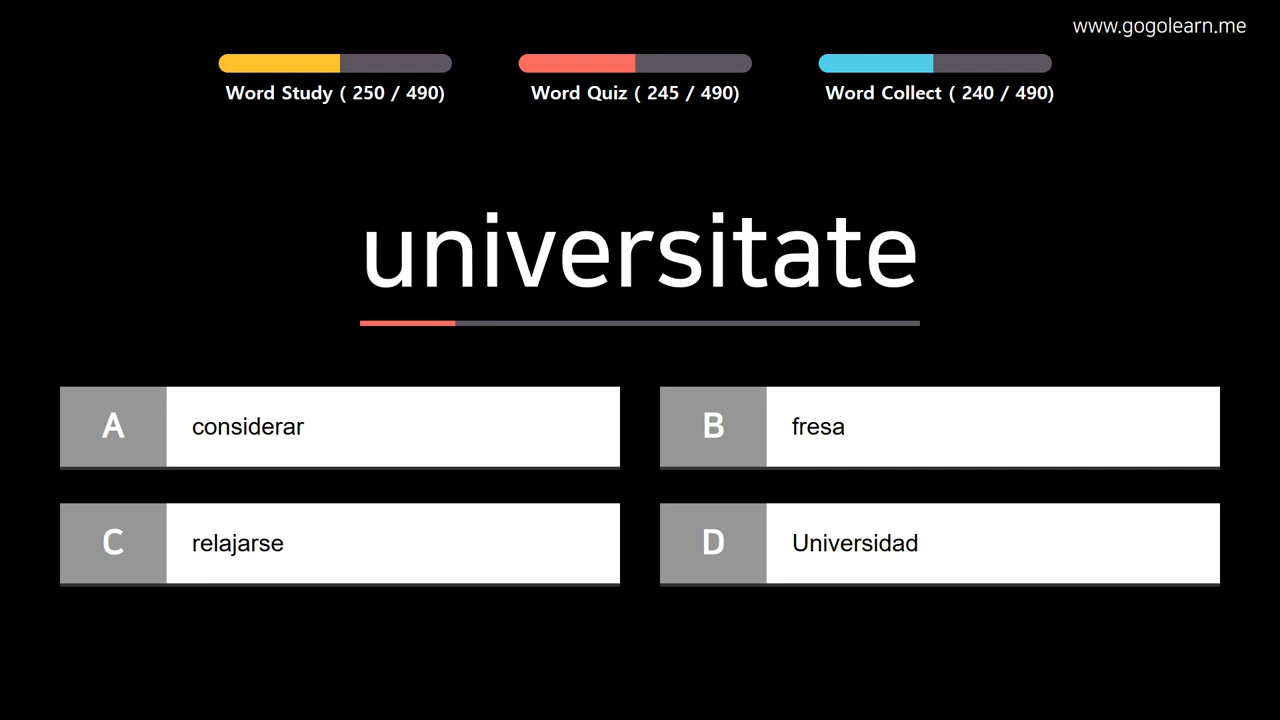 www.gogolearn.me
Word Study ( 250 / 490)
Word Quiz ( 245 / 490)
Word Collect ( 240 / 490)
universitate
A considerar
B fresa
C relajarse
D Universidad